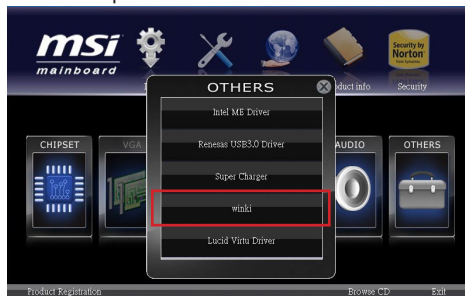 msi
mainboard
Security by
Norton
OTHERS
duct info
Security
Intel ME Driver
CHIPSET
VGA
Renesas USB3.0 Driver
AUDIO
OTHERS
Super Charger
winki
Lucid Virtu Driver
Product Registration
Browse CD
Exit